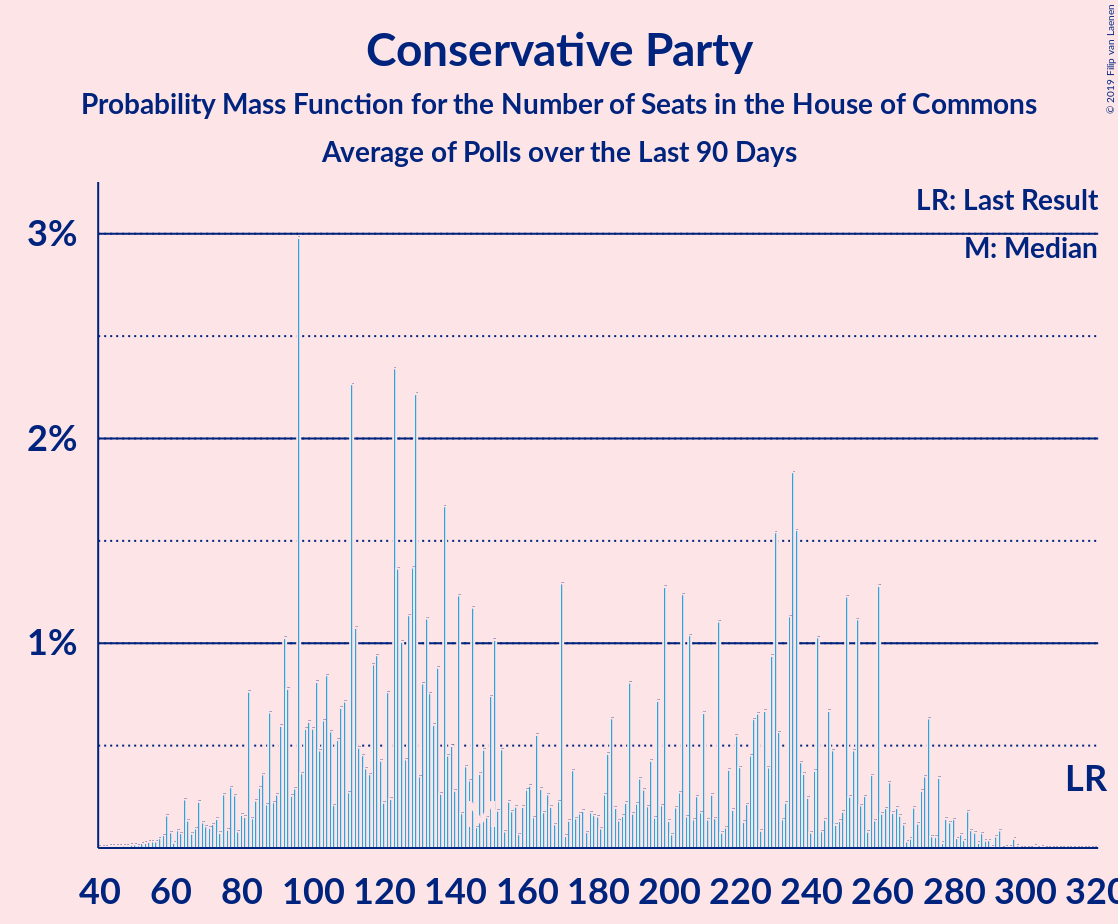 Conservative Party
Probability Mass Function for the Number of Seats in the House of Commons
Average of Polls over the Last 90 Days
© 2019 Filip van Laenen
LR: Last Result
M: Median
3%
2%
1%
LR
40 60 80 100 120 140 160 180 200 220 240 260 280 300 320